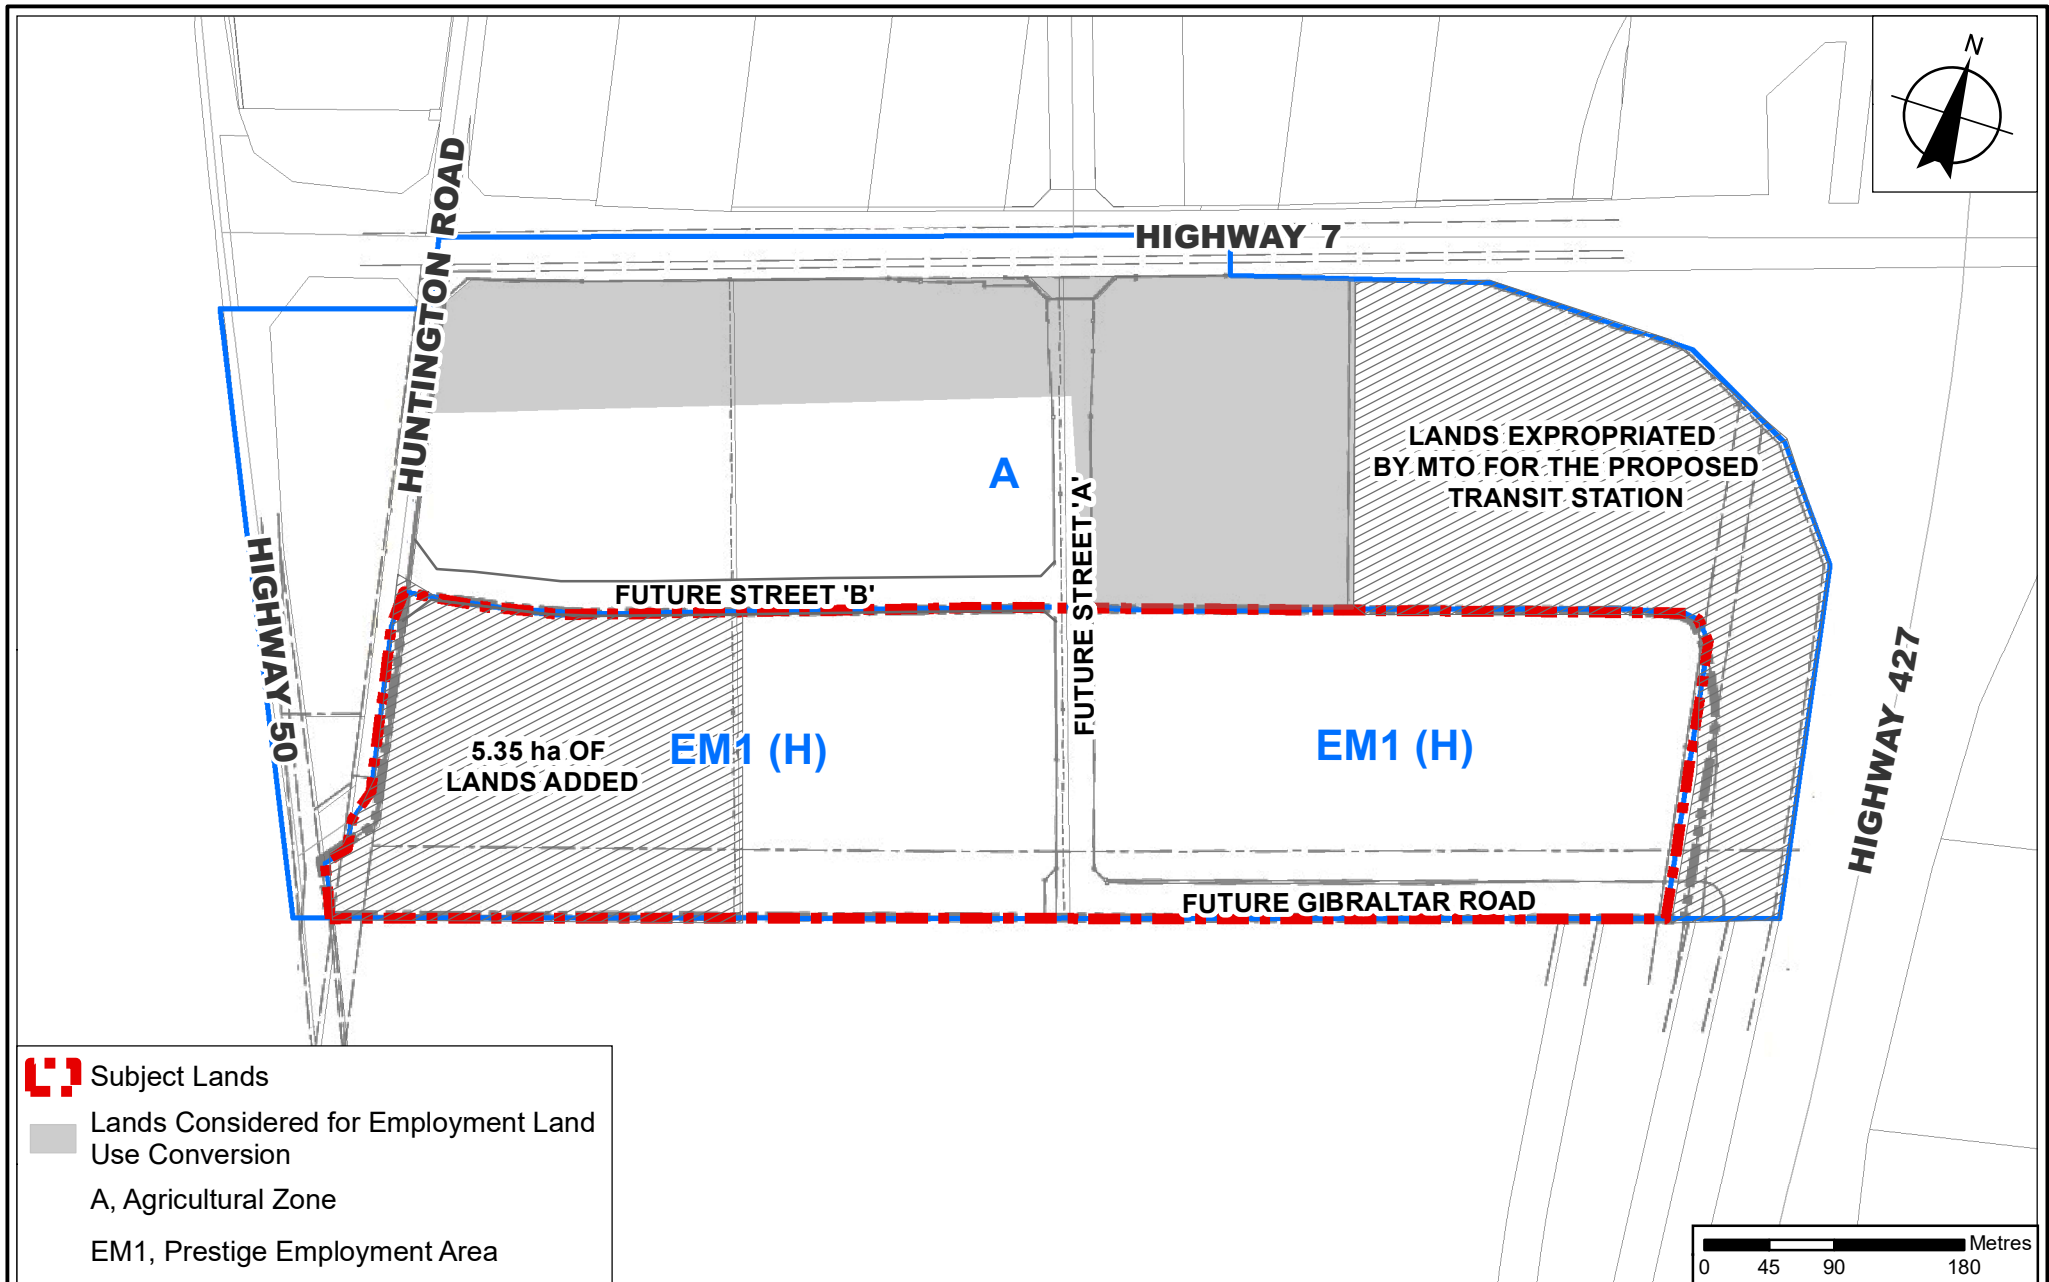 N
HUNTINGTON ROAD
HIGHWAY 7
LANDS EXPROPRIATED
BY MTO FOR THE PROPOSED
TRANSIT STATION
A
FUTURE STREET 'A'
FUTURE STREET 'B'
HIGHWAY 50
5.35 ha OF
LANDS ADDED
EM1 (H)
EM1 (H)
HIGHWAY 427
FUTURE GIBRALTAR ROAD
Subject Lands
Lands Considered for Employment Land
Use Conversion
A, Agricultural Zone
EM1, Prestige Employment Area
Metres
0 45 90 180